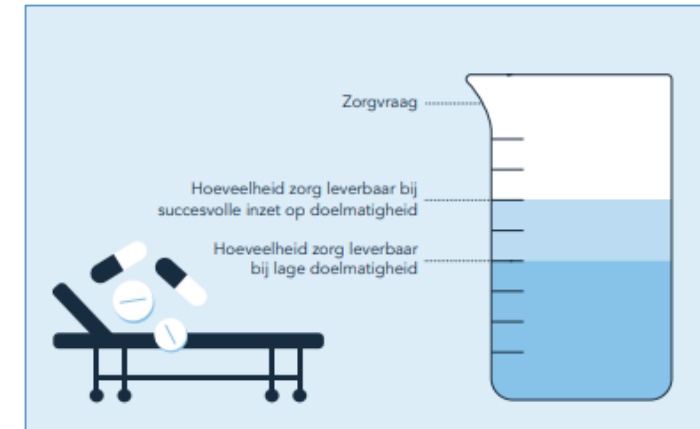 Zorgvraag
Hoeveelheid zorg leverbaar bij
succesvolle inzet op doelmatigheid
Hoeveelheid zorg leverbaar
bij lage doelmatigheid